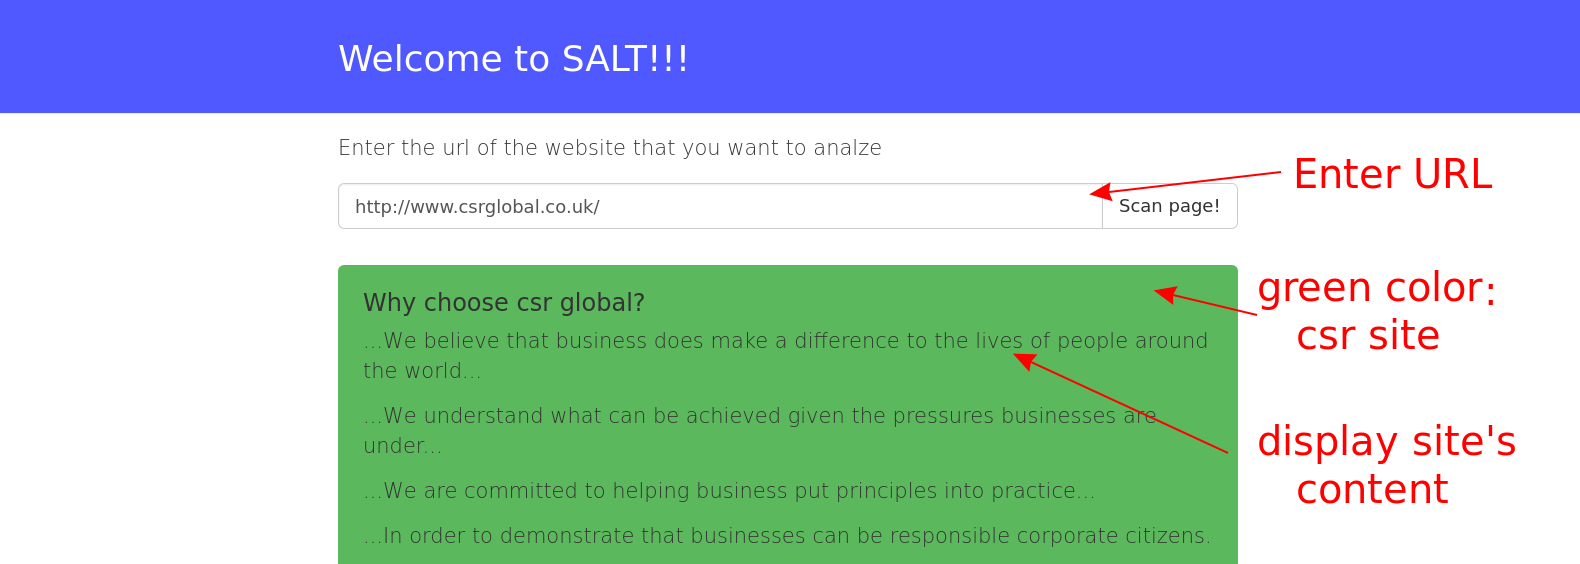 Welcome to SALT!!!
Enter the url of the website that you want to analze
http://www.csrglobal.co.uk/
Scan page!
Enter URL
Why choose csr global?
...We believe that business does make a difference to the lives of people around
the world...
...We understand what can be achieved given the pressures businesses are
under...
...We are committed to helping business put principles into practice...
...In order to demonstrate that businesses can be responsible corporate citizens.
green color:
csr site
display site's
content